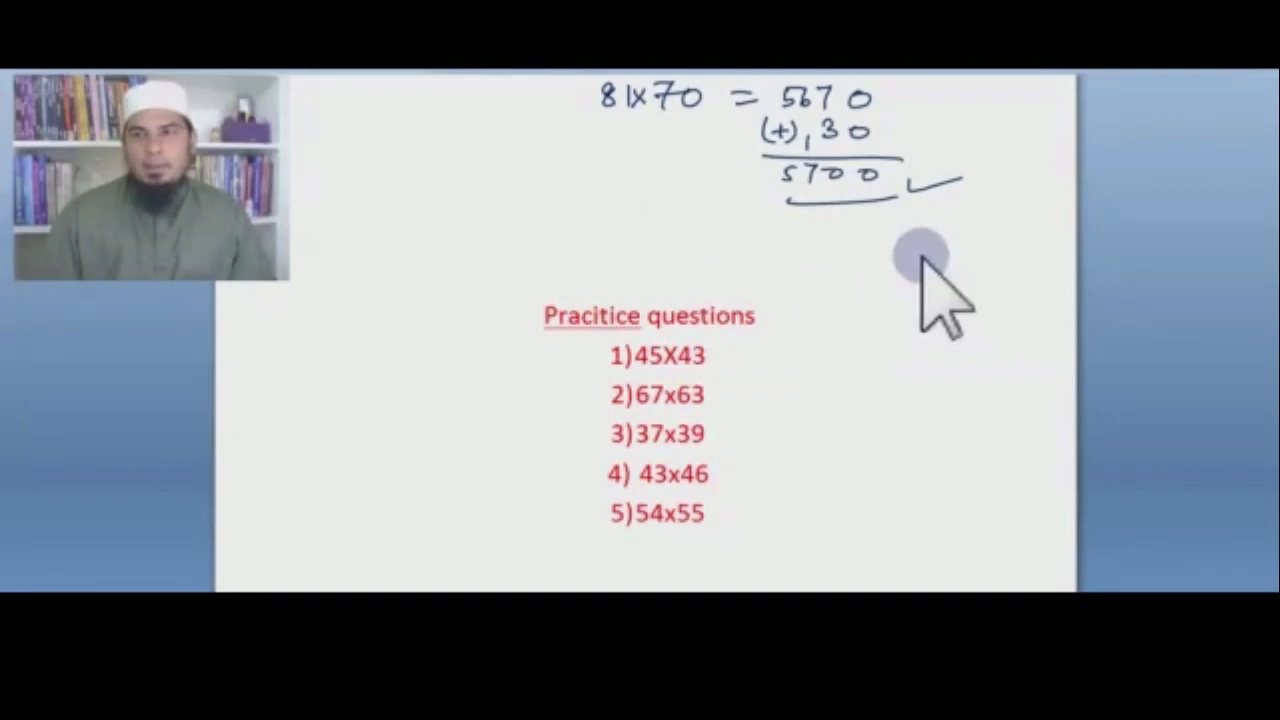 81x70 = 5670
(+), 30
5700
Pracitice questions
1)45X43
2)67x63
3)37x39
4) 43x46
5)54x55